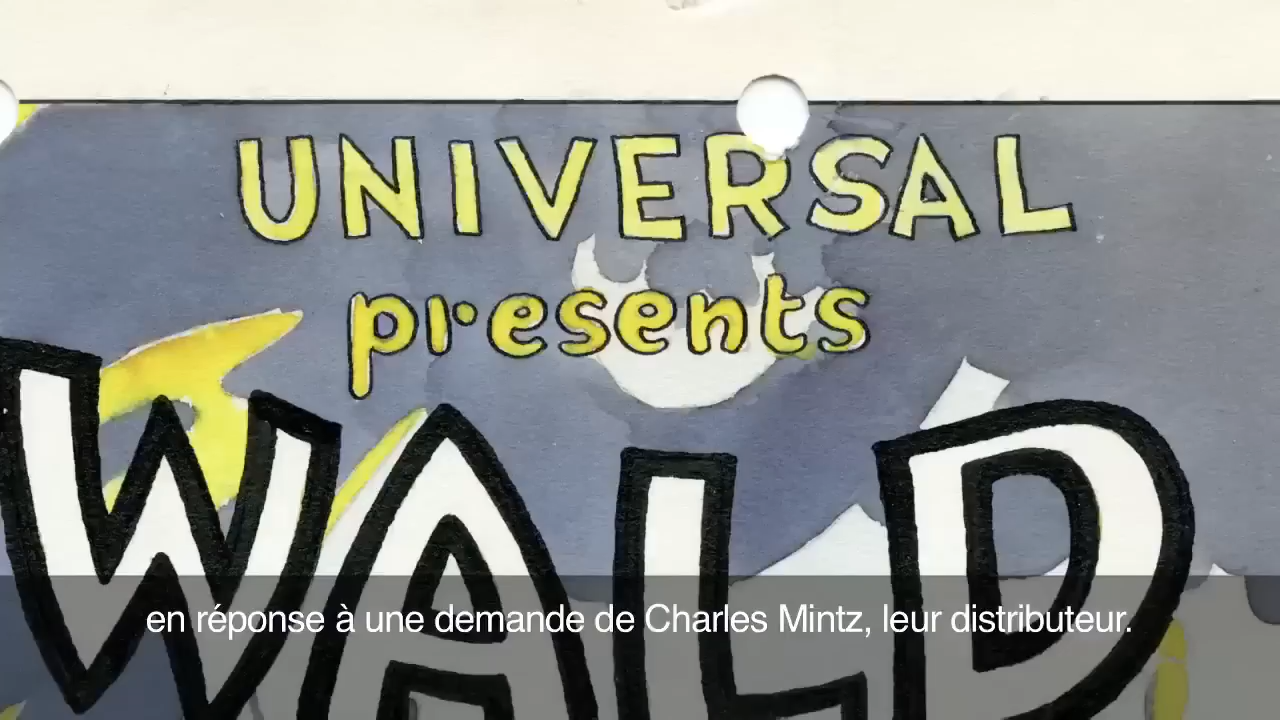 UNIVERSAL
presents
WALD
en réponse à une demande de Charles Mintz, leur distributeur.